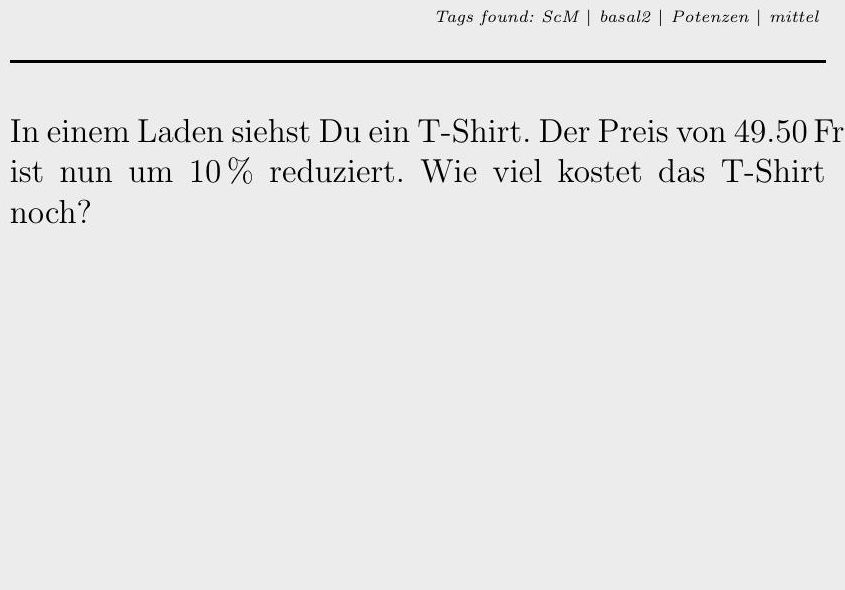 Tags found: ScM | basal2 | Potenzen | mittel
In einem Laden siehst Du ein T-Shirt. Der Preis von 49.50 Fr
ist nun um 10 % reduziert. Wie viel kostet das T-Shirt
noch?